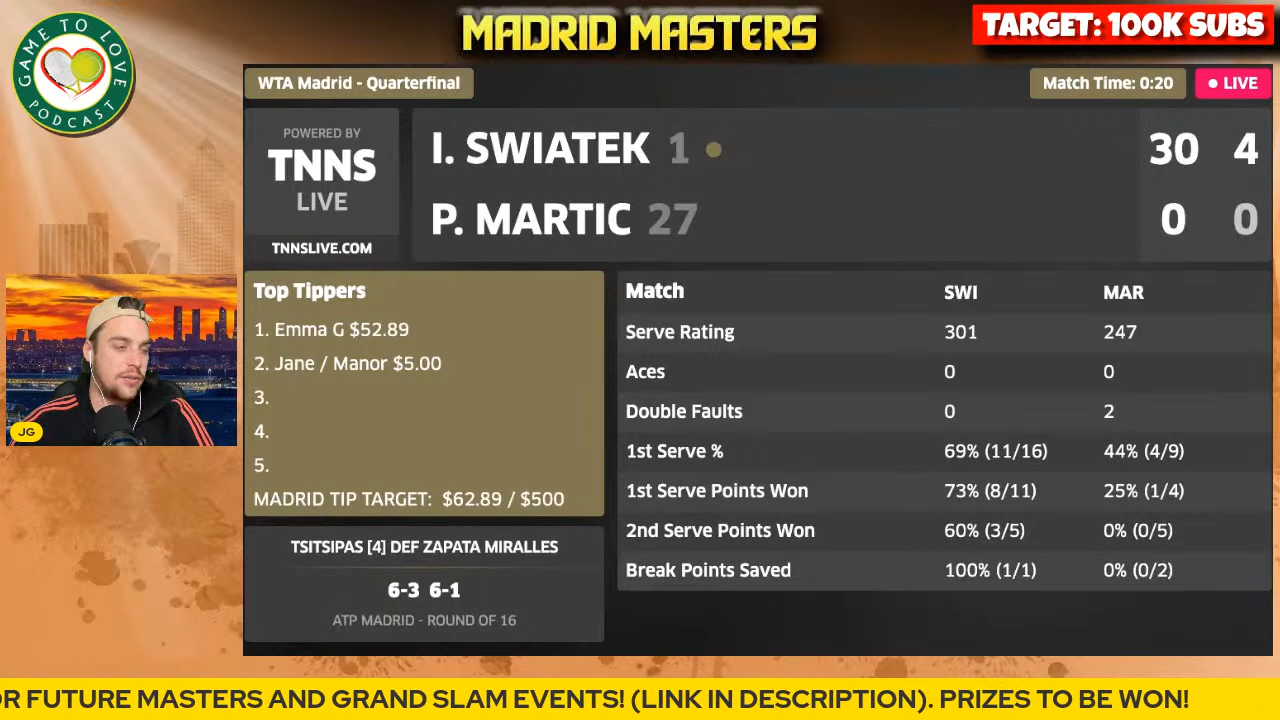 GAME TO LOVE
PODCAST
MADRID MASTERS
TARGET: 100K SUBS
WTA Madrid - Quarterfinal
Match Time: 0:20
LIVE
POWERED BY
TNNS
LIVE
TNNSLIVE.COM
I. SWIATEK 1 30 4
P. MARTIC 27 0 0
Top Tippers
1. Emma G $52.89
2. Jane / Manor $5.00
3.
4.
5.
MADRID TIP TARGET: $62.89 / $500
TSITSIPAS [4] DEF ZAPATA MIRALLES
6-3 6-1
ATP MADRID - ROUND OF 16
Match SWI MAR
Serve Rating 301 247
Aces 0 0
Double Faults 0 2
1st Serve % 69% (11/16) 44% (4/9)
1st Serve Points Won 73% (8/11) 25% (1/4)
2nd Serve Points Won 60% (3/5) 0% (0/5)
Break Points Saved 100% (1/1) 0% (0/2)
JG
OR FUTURE MASTERS AND GRAND SLAM EVENTS! (LINK IN DESCRIPTION). PRIZES TO BE WON!